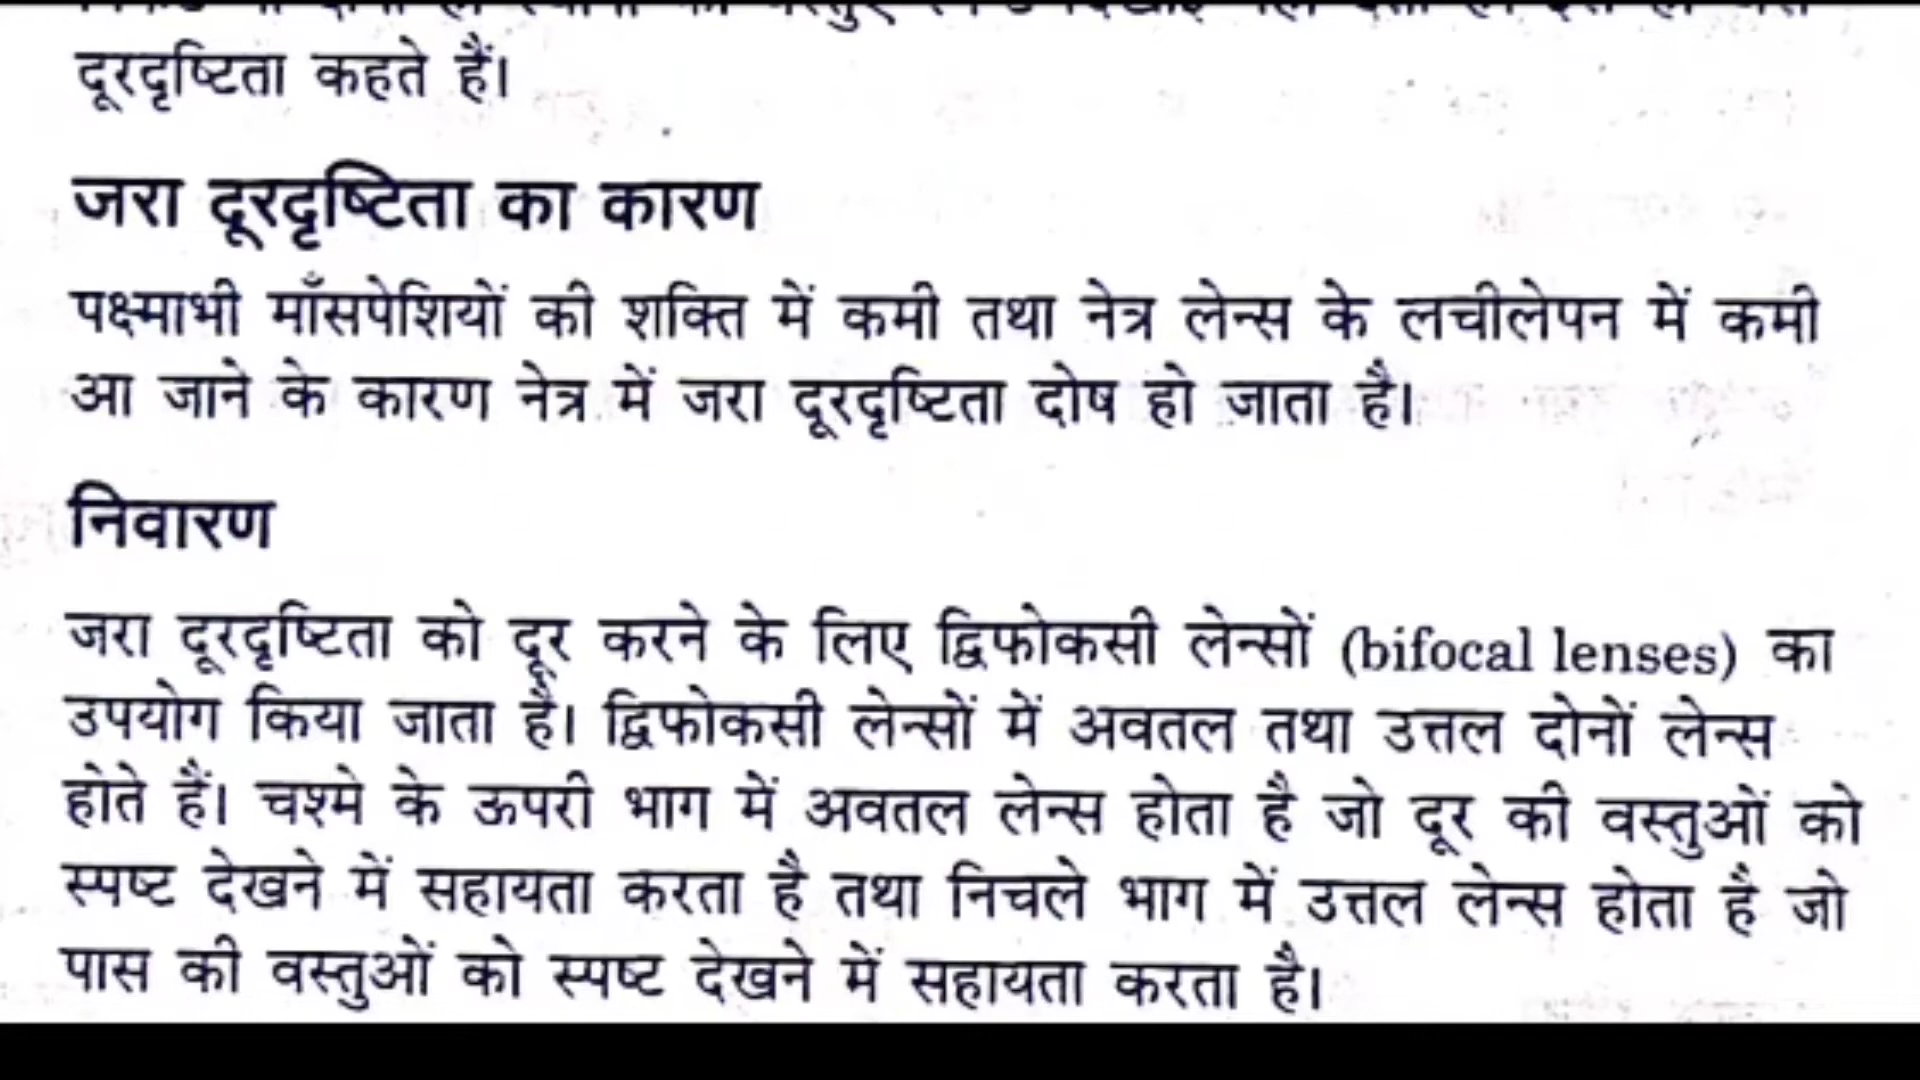 दूरदृष्टिता कहते हैं।
जरा दूरदृष्टिता का कारण
पक्ष्माभी माँसपेशियों की शक्ति में कमी तथा नेत्र लेन्स के लचीलेपन में कमी
आ जाने के कारण नेत्र में जरा दूरदृष्टिता दोष हो जाता है।
निवारण
जरा दूरदृष्टिता को दूर करने के लिए द्विफोकसी लेन्सों (bifocal lenses) का
उपयोग किया जाता है। द्विफोकसी लेन्सों में अवतल तथा उत्तल दोनों लेन्स
होते हैं। चश्मे के ऊपरी भाग में अवतल लेन्स होता है जो दूर की वस्तुओं को
स्पष्ट देखने में सहायता करता है तथा निचले भाग में उत्तल लेन्स होता है जो
पास की वस्तुओं को स्पष्ट देखने में सहायता करता है।